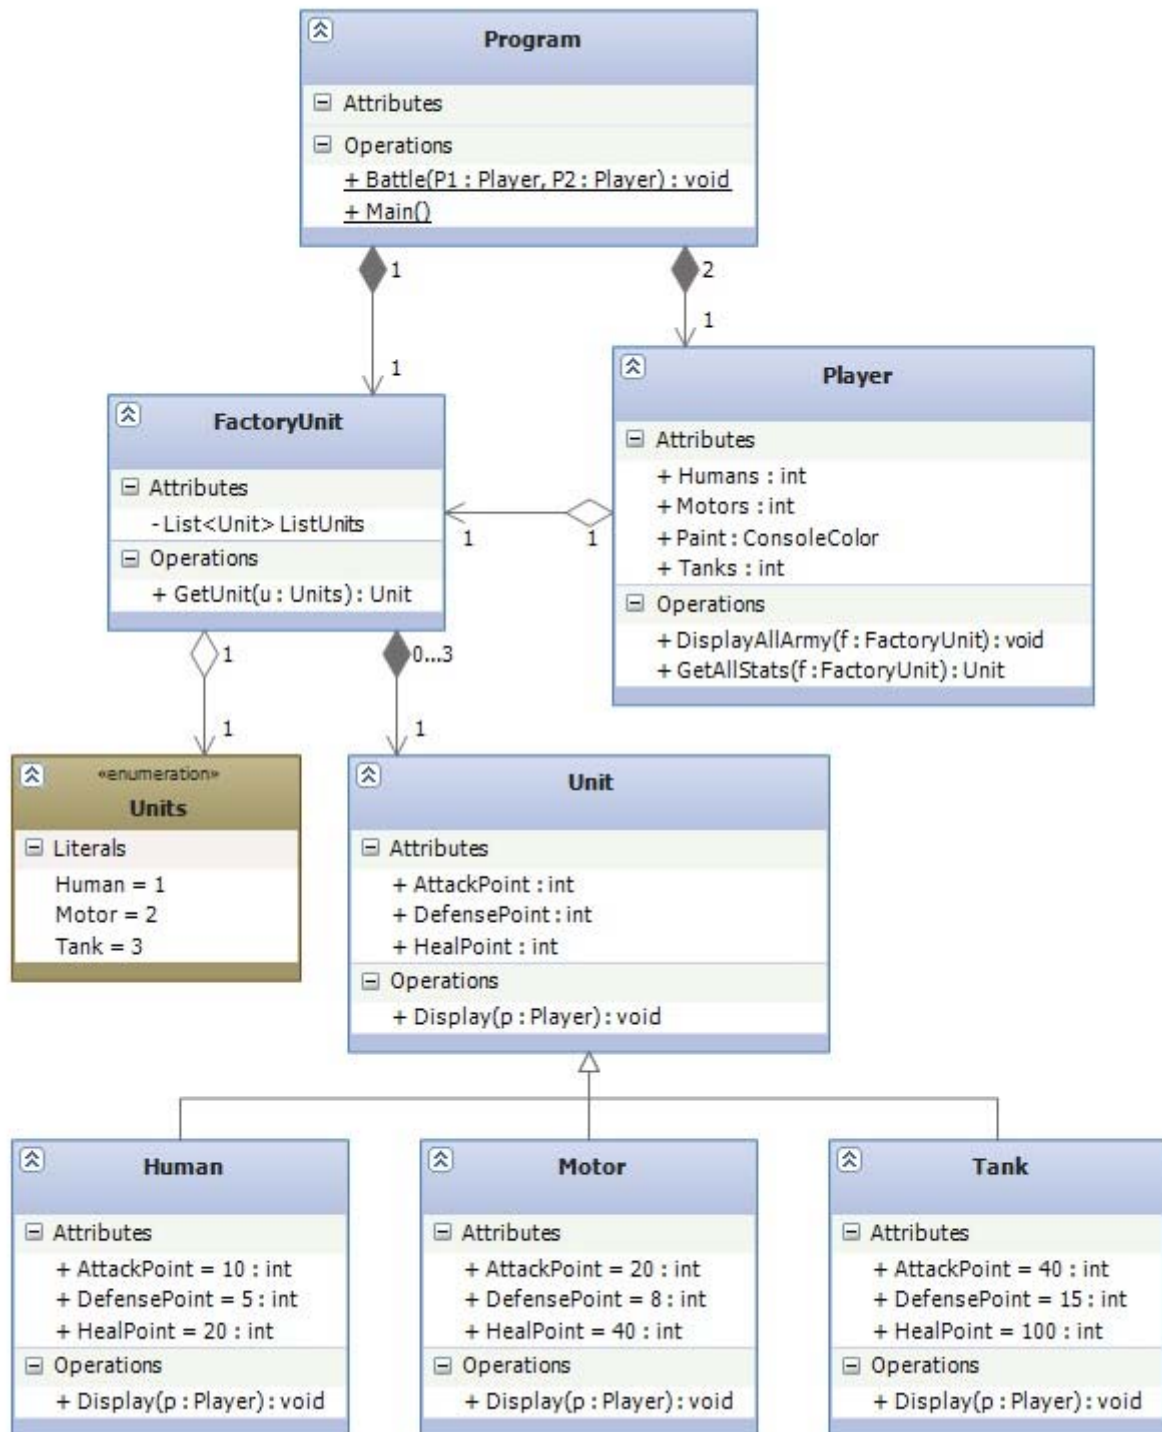 Program
Attributes
Operations
+ Battle(P1 : Player, P2 : Player) : void
+ Main()
1
2
1
1
Player
Attributes
+ Humans : int
+ Motors : int
+ Paint : ConsoleColor
+ Tanks : int
Operations
+ DisplayAllArmy(f : FactoryUnit) : void
+ GetAllStats(f : FactoryUnit) : Unit
FactoryUnit
Attributes
- List<Unit> ListUnits
Operations
+ GetUnit(u : Units) : Unit
1
1
1
0...3
1
1
«enumeration»
Units
Literals
Human = 1
Motor = 2
Tank = 3
Unit
Attributes
+ AttackPoint : int
+ DefensePoint : int
+ HealPoint : int
Operations
+ Display(p : Player) : void
Human
Attributes
+ AttackPoint = 10 : int
+ DefensePoint = 5 : int
+ HealPoint = 20 : int
Operations
+ Display(p : Player) : void
Motor
Attributes
+ AttackPoint = 20 : int
+ DefensePoint = 8 : int
+ HealPoint = 40 : int
Operations
+ Display(p : Player) : void
Tank
Attributes
+ AttackPoint = 40 : int
+ DefensePoint = 15 : int
+ HealPoint = 100 : int
Operations
+ Display(p : Player) : void